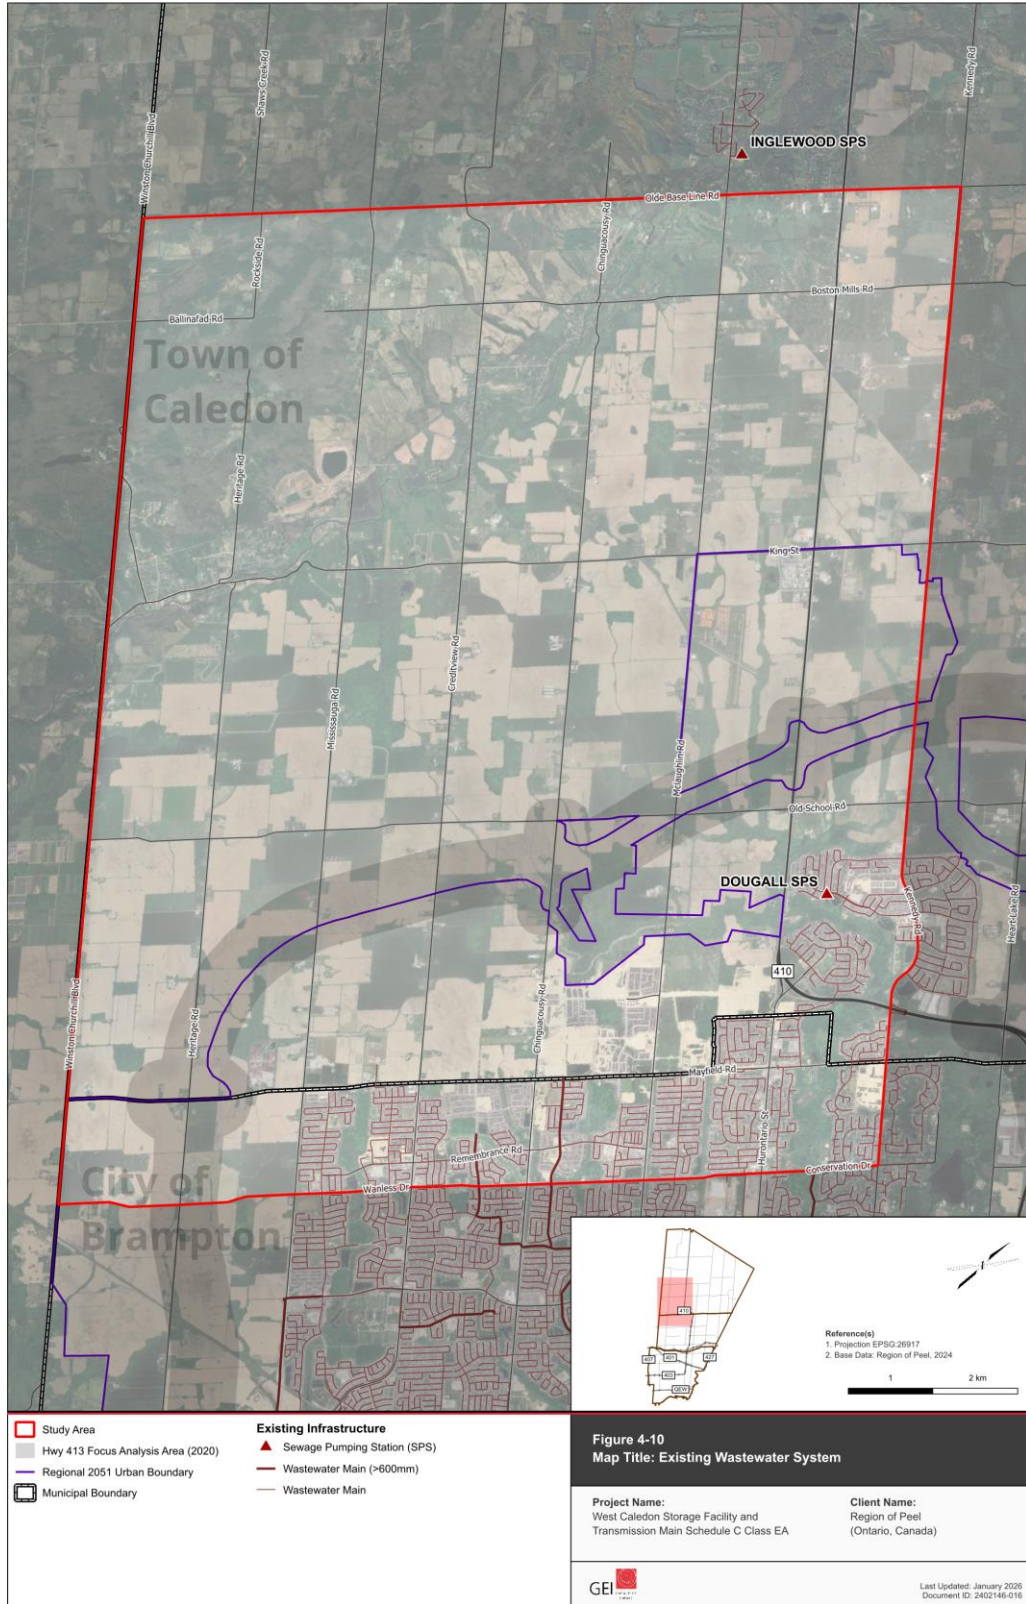 Shaws Creek Rd
Kennedy Rd
Winston Churchill Blvd
INGLEWOOD SPS
Olde Base Line Rd
Chinguacousy Rd
Rockside Rd
Boston Mills Rd
Ballinafad Rd
Town of
Caledon
Heritage Rd
King St
Creditview Rd
Mississauga Rd
Mclaughlin Rd
Old School Rd
DOUGALL SPS
Kennedy Rd
Heart Lake Rd
410
Winston Churchill Blvd
Heritage Rd
Chinguacousy Rd
Mayfield Rd
Hurontario St
Remembrance Rd
Conservation Dr
Wanless Dr
City of
Brampton
410
407
401
427
403
QEW
Reference(s)
1. Projection EPSG:26917
2. Base Data: Region of Peel, 2024
1 2 km
Study Area
Hwy 413 Focus Analysis Area (2020)
Regional 2051 Urban Boundary
Municipal Boundary
Existing Infrastructure
Sewage Pumping Station (SPS)
Wastewater Main (>600mm)
Wastewater Main
Figure 4-10
Map Title: Existing Wastewater System
Project Name:
West Caledon Storage Facility and
Transmission Main Schedule C Class EA
Client Name:
Region of Peel
(Ontario, Canada)
GEI
Last Updated: January 2026
Document ID: 2402146-016